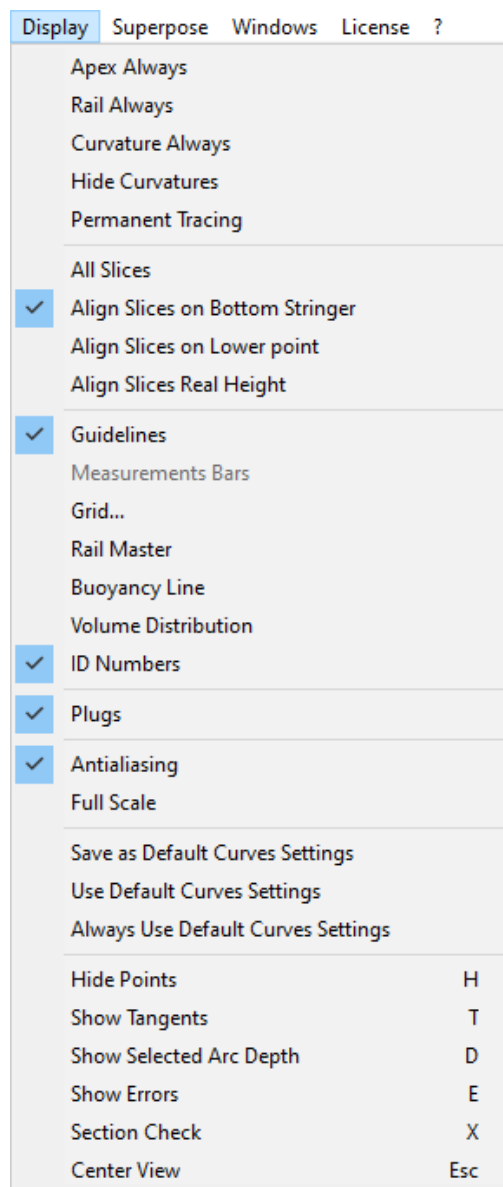 Display Superpose Windows License ?
Apex Always
Rail Always
Curvature Always
Hide Curvatures
Permanent Tracing
All Slices
Align Slices on Bottom Stringer
Align Slices on Lower point
Align Slices Real Height
Guidelines
Measurements Bars
Grid...
Rail Master
Buoyancy Line
Volume Distribution
ID Numbers
Plugs
Antialiasing
Full Scale
Save as Default Curves Settings
Use Default Curves Settings
Always Use Default Curves Settings
Hide Points H
Show Tangents T
Show Selected Arc Depth D
Show Errors E
Section Check X
Center View Esc